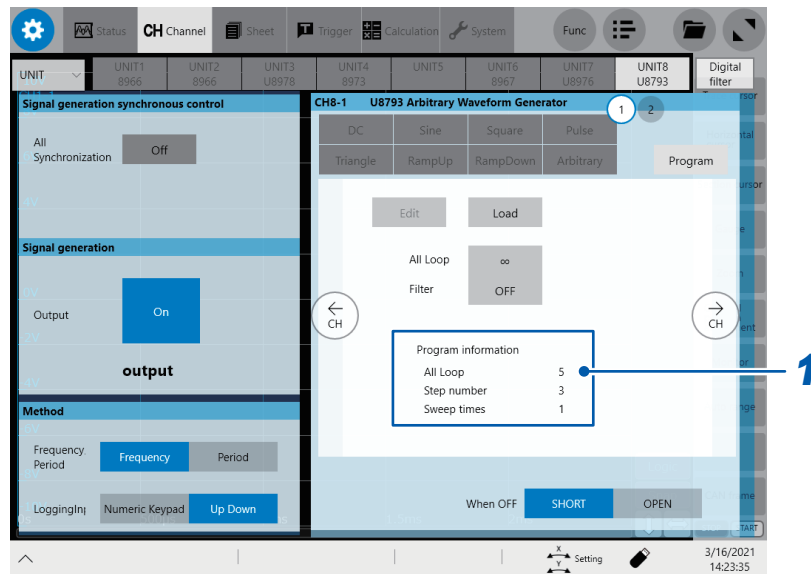 Status CH Channel Sheet Trigger Calculation System Func
UNIT UNIT1 UNIT2 UNIT3 UNIT4 UNIT5 UNIT6 UNIT7 UNIT8 Digital
8966 8966 U8978 8973 8967 U8976 U8793 filter
Signal generation synchronous control
All
Synchronization Off
Signal generation
Output On
output
Method
Frequency
Period Frequency Period
LoggingInp Numeric Keypad Up Down
CH8-1 U8793 Arbitrary Waveform Generator 1 2
DC Sine Square Pulse
Triangle RampUp RampDown Arbitrary Program
Edit Load
All Loop ∞
Filter OFF
← CH
→ CH
Program information
All Loop 5
Step number 3
Sweep times 1
1
When OFF SHORT OPEN
X Y Setting
3/16/2021
14:23:35